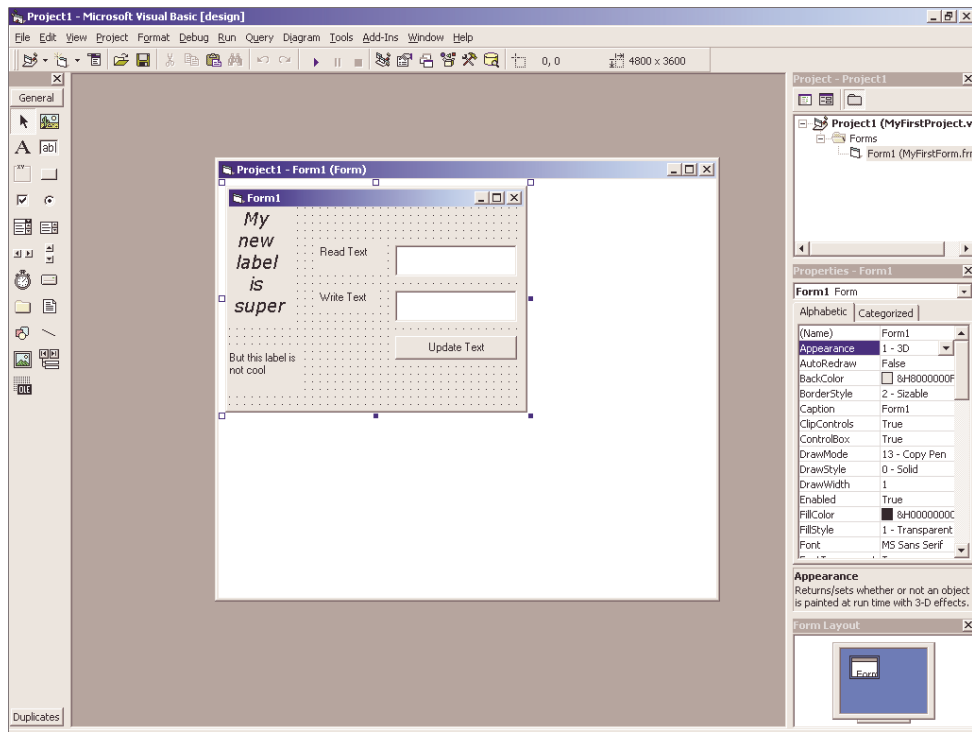 Project1 - Microsoft Visual Basic [design]
File Edit View Project Format Debug Run Query Diagram Tools Add-Ins Window Help
0, 0 4800 x 3600
General
A ab|
XY
OLE
Duplicates
Project1 - Form1 (Form)
Form1
My
new
label
is
super
Read Text
Write Text
Update Text
But this label is
not cool
Project - Project1
Project1 (MyFirstProject.v
Forms
Form1 (MyFirstForm.frr
Properties - Form1
Form1 Form
Alphabetic Categorized
(Name) Form1
Appearance 1 - 3D
AutoRedraw False
BackColor &H8000000F
BorderStyle 2 - Sizable
Caption Form1
ClipControls True
ControlBox True
DrawMode 13 - Copy Pen
DrawStyle 0 - Solid
DrawWidth 1
Enabled True
FillColor &H0000000C
FillStyle 1 - Transparent
Font MS Sans Serif
Appearance
Returns/sets whether or not an object
is painted at run time with 3-D effects.
Form Layout
Form